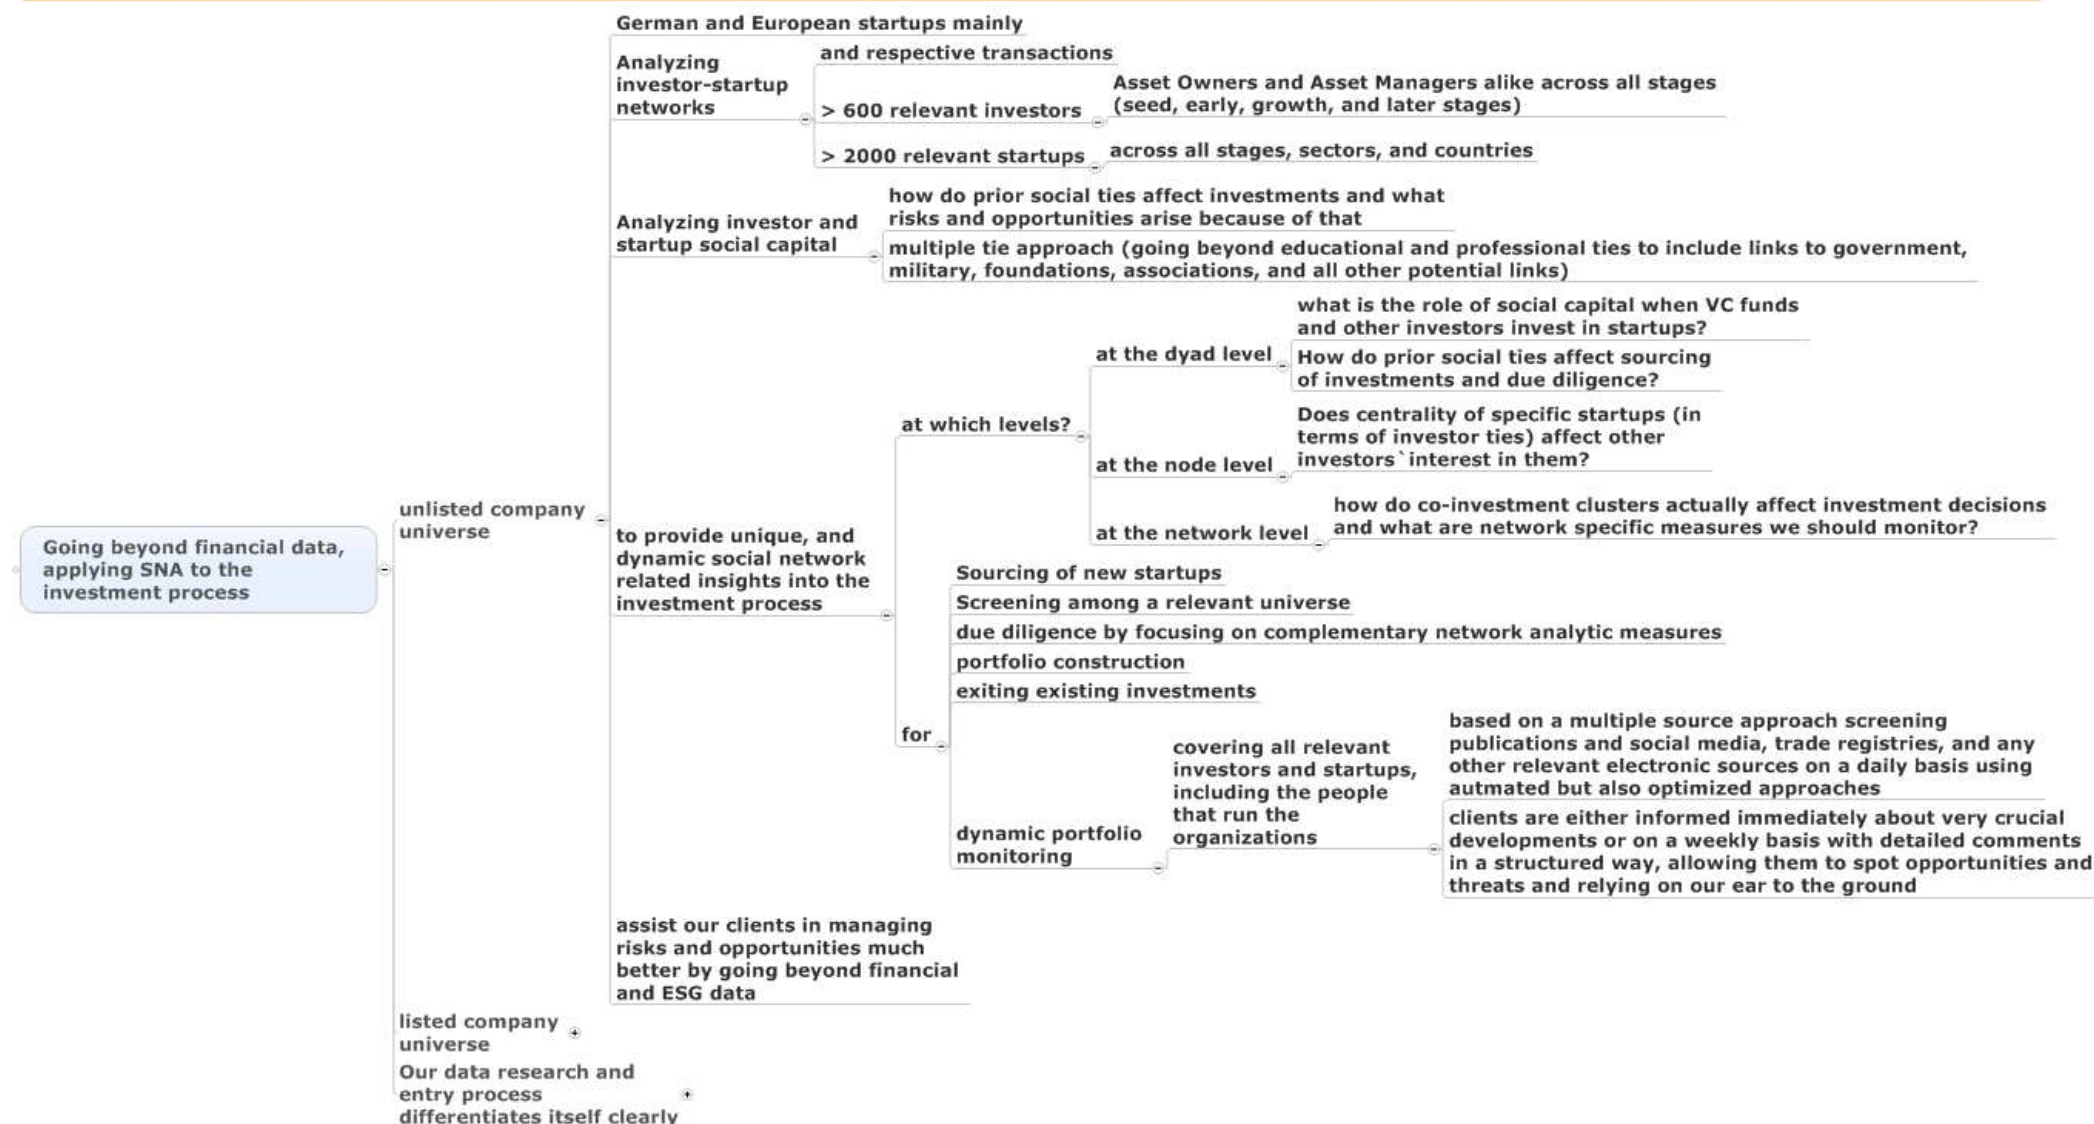 German and European startups mainly
Analyzing
investor-startup
networks
and respective transactions
> 600 relevant investors
Asset Owners and Asset Managers alike across all stages
(seed, early, growth, and later stages)
> 2000 relevant startups
across all stages, sectors, and countries
Analyzing investor and
startup social capital
how do prior social ties affect investments and what
risks and opportunities arise because of that
multiple tie approach (going beyond educational and professional ties to include links to government,
military, foundations, associations, and all other potential links)
Going beyond financial data,
applying SNA to the
investment process
unlisted company
universe
to provide unique, and
dynamic social network
related insights into the
investment process
at which levels?
at the dyad level
what is the role of social capital when VC funds
and other investors invest in startups?
How do prior social ties affect sourcing
of investments and due diligence?
at the node level
Does centrality of specific startups (in
terms of investor ties) affect other
investors`interest in them?
at the network level
how do co-investment clusters actually affect investment decisions
and what are network specific measures we should monitor?
for
Sourcing of new startups
Screening among a relevant universe
due diligence by focusing on complementary network analytic measures
portfolio construction
exiting existing investments
dynamic portfolio
monitoring
covering all relevant
investors and startups,
including the people
that run the
organizations
based on a multiple source approach screening
publications and social media, trade registries, and any
other relevant electronic sources on a daily basis using
autmated but also optimized approaches
clients are either informed immediately about very crucial
developments or on a weekly basis with detailed comments
in a structured way, allowing them to spot opportunities and
threats and relying on our ear to the ground
assist our clients in managing
risks and opportunities much
better by going beyond financial
and ESG data
listed company
universe
Our data research and
entry process
differentiates itself clearly